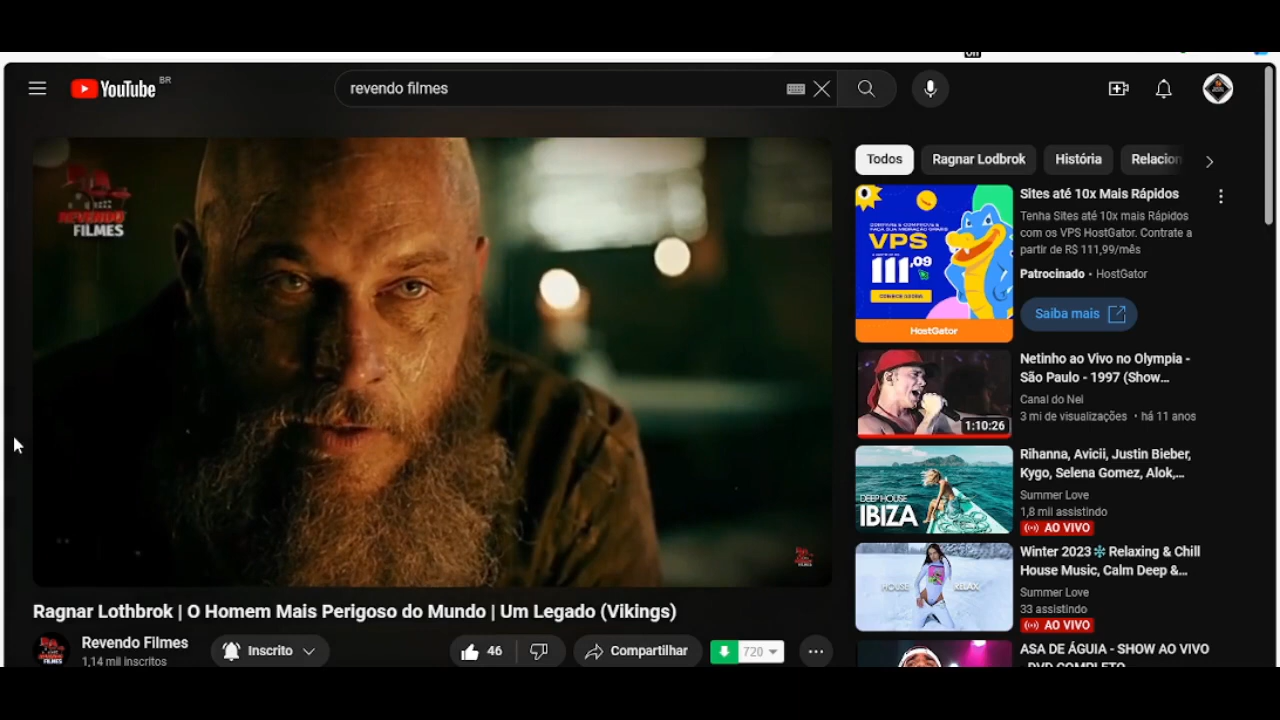 YouTube BR
revendo filmes
REVENDO
FILMES
Todos
Ragnar Lodbrok
História
Relacion
VPS
111,09
COMECE AGORA
HostGator
Sites até 10x Mais Rápidos
Tenha Sites até 10x mais Rápidos
com os VPS HostGator. Contrate a
partir de R$ 111,99/mês
Patrocinado • HostGator
Saiba mais
1:10:26
Netinho ao Vivo no Olympia -
São Paulo - 1997 (Show...
Canal do Nei
3 mi de visualizações • há 11 anos
DEEP HOUSE
IBIZA
Rihanna, Avicii, Justin Bieber,
Kygo, Selena Gomez, Alok,...
Summer Love
1,8 mil assistindo
AO VIVO
HOUSE RELAX
Winter 2023❄ Relaxing & Chill
House Music, Calm Deep &...
Summer Love
33 assistindo
AO VIVO
ASA DE ÁGUIA - SHOW AO VIVO
- DVD COMPLETO
Ragnar Lothbrok | O Homem Mais Perigoso do Mundo | Um Legado (Vikings)
Revendo Filmes
1,14 mil inscritos
Inscrito
46
Compartilhar
720